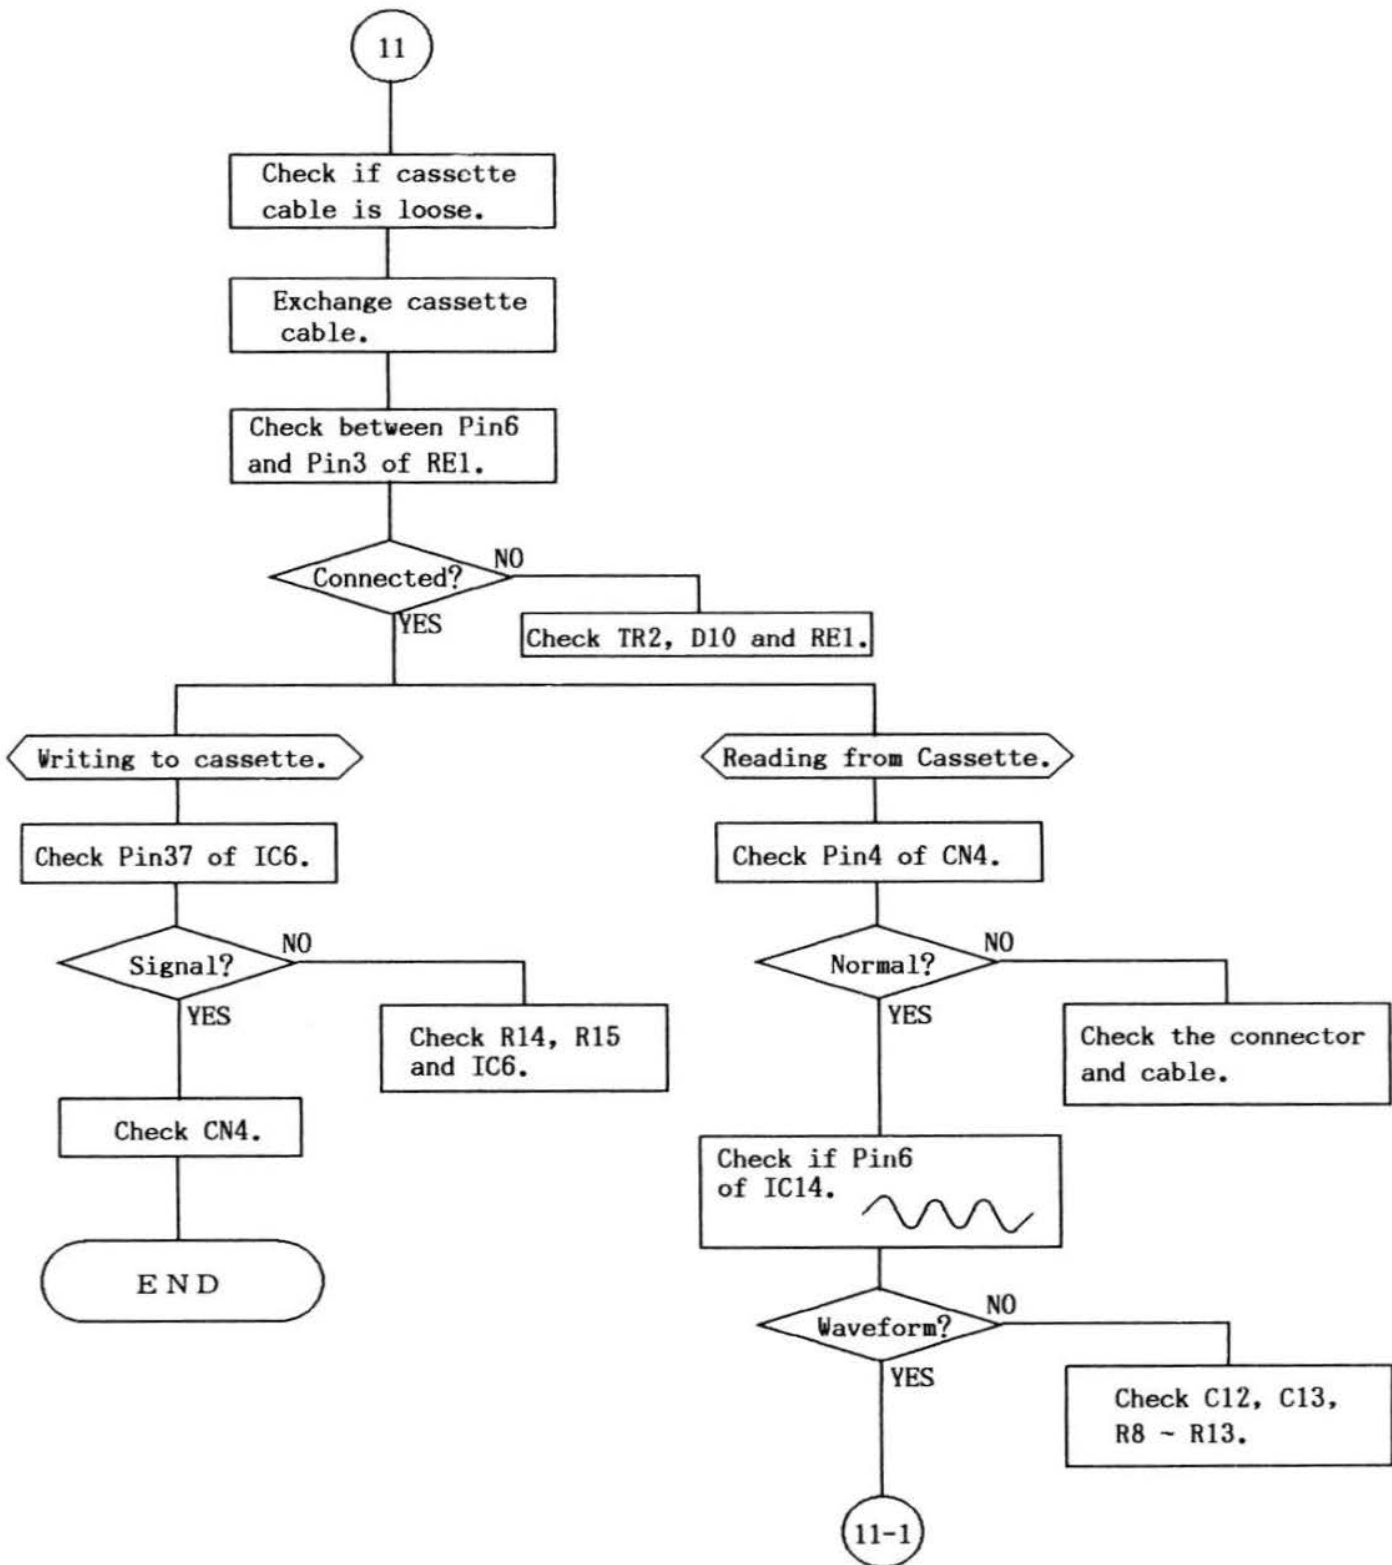 11
Check if cassette
cable is loose.
Exchange cassette
cable.
Check between Pin6
and Pin3 of RE1.
Connected?
NO
YES
Check TR2, D10 and RE1.
Writing to cassette.
Check Pin37 of IC6.
Signal?
NO
YES
Check R14, R15
and IC6.
Check CN4.
END
Reading from Cassette.
Check Pin4 of CN4.
Normal?
NO
YES
Check the connector
and cable.
Check if Pin6
of IC14.
Waveform?
NO
YES
Check C12, C13,
R8 ~ R13.
11-1